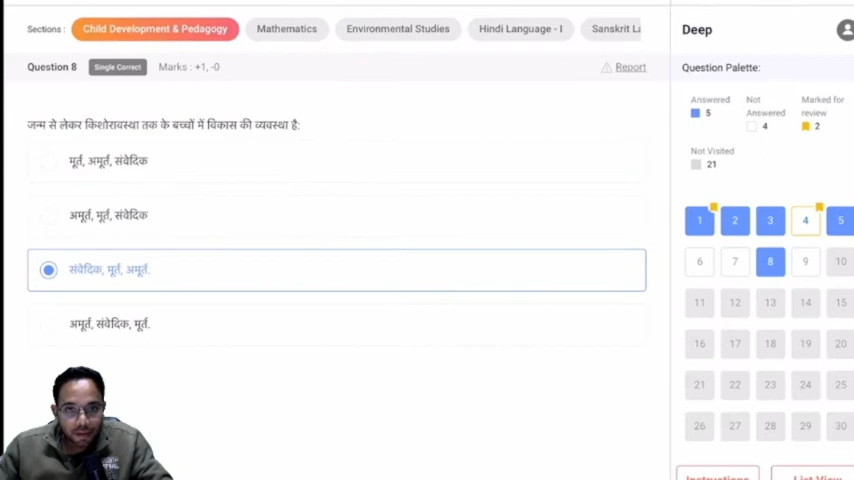 Sections :
Child Development & Pedagogy
Mathematics
Environmental Studies
Hindi Language - I
Sanskrit La
Deep
Question 8
Single Correct
Marks : +1, -0
Report
Question Palette:
जन्म से लेकर किशोरावस्था तक के बच्चों में विकास की व्यवस्था है:
मूर्त, अमूर्त, संवेदिक
अमूर्त, मूर्त, संवेदिक
संवेदिक, मूर्त, अमूर्त.
अमूर्त, संवेदिक, मूर्त.
Answered
5
Not Answered
4
Marked for review
2
Not Visited
21
1 2 3 4 5
6 7 8 9 10
11 12 13 14 15
16 17 18 19 20
21 22 23 24 25
26 27 28 29 30
Instructions
List View